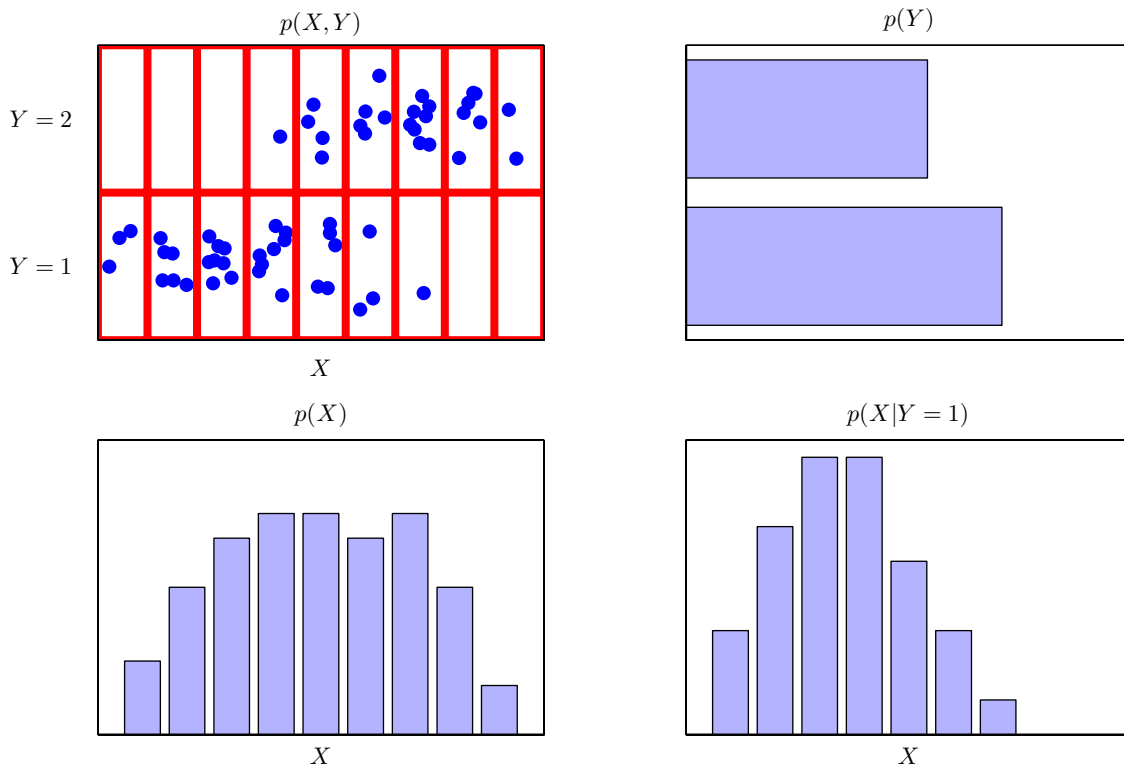 p(X, Y)
Y = 2
Y = 1
X
p(Y)
p(X)
X
p(X|Y = 1)
X